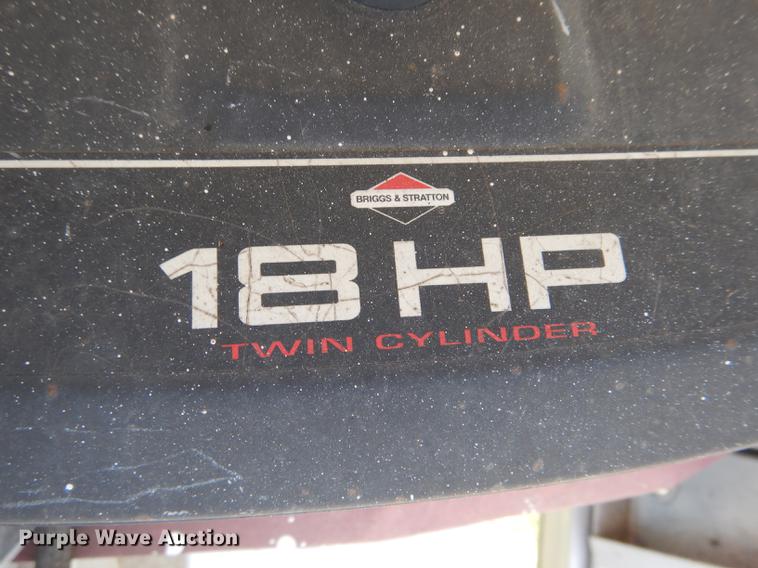 BRIGGS & STRATTON
18 HP
TWIN CYLINDER
Purple Wave Auction